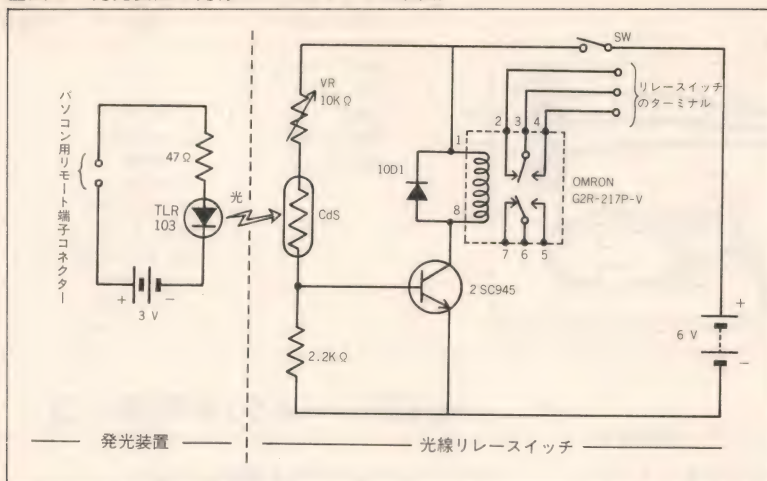 SW
VR
10KΩ
リレースイッチ
のターミナル
2 3 4
1
47Ω
10D1
OMRON
G2R-217P-V
光
TLR
103
CdS
8
7 6 5
2SC945
パソコン用リモート端子コネクター
+ -
3 V
+
6 V
-
2.2KΩ
発光装置
光線リレースイッチ